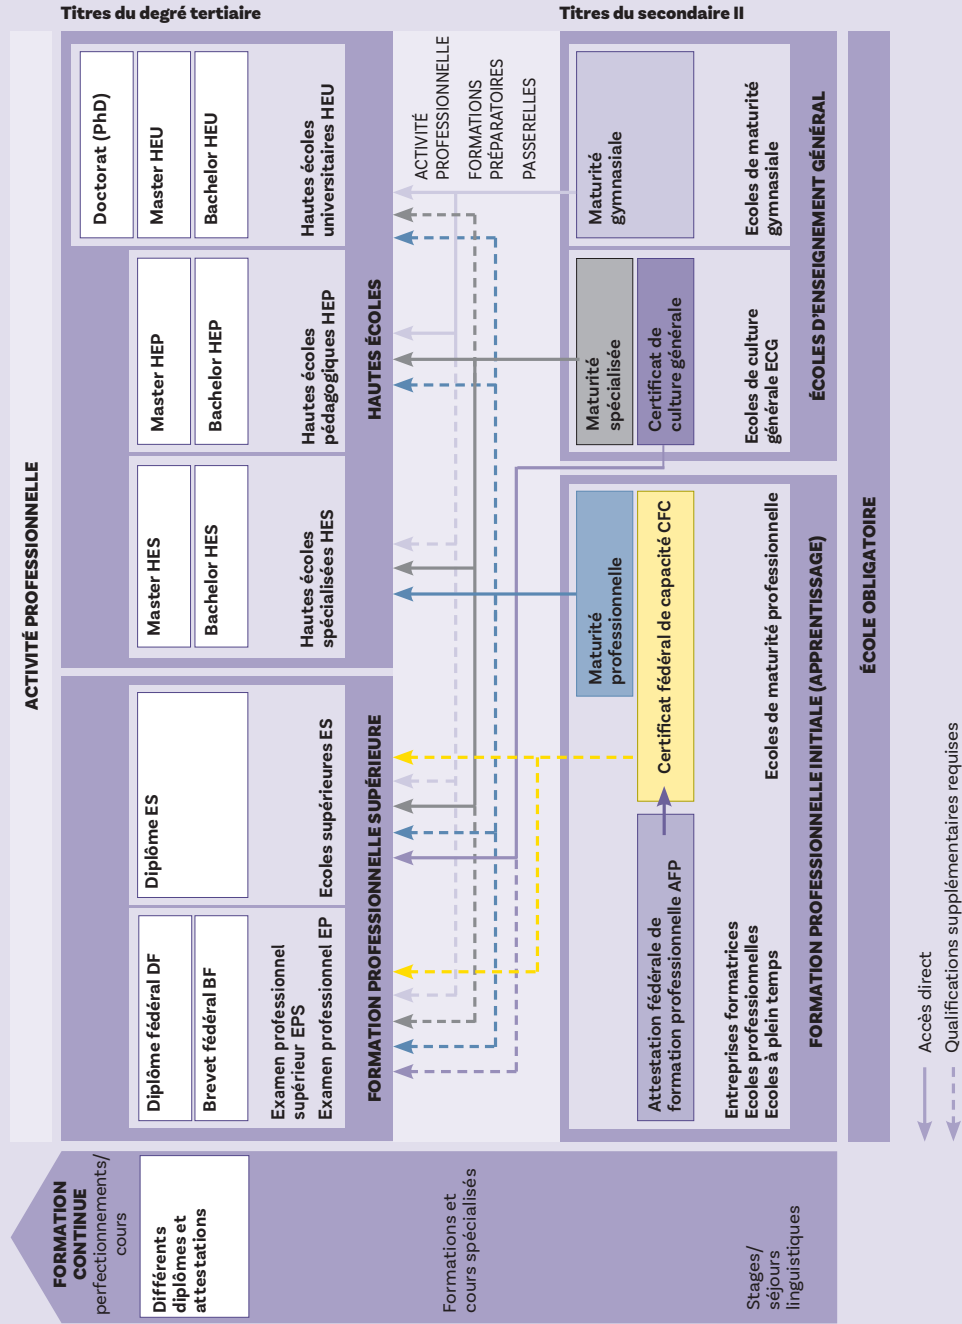 Titres du degré tertiaire
Titres du secondaire II
ACTIVITÉ PROFESSIONNELLE
FORMATION
CONTINUE
perfectionnements/
cours
Différents
diplômes et
attestations
Formations et
cours spécialisés
Stages/
séjours
linguistiques
Diplôme fédéral DF
Brevet fédéral BF
Examen professionnel
supérieur EPS
Examen professionnel EP
Diplôme ES
Ecoles supérieures ES
FORMATION PROFESSIONNELLE SUPÉRIEURE
Master HES
Bachelor HES
Hautes écoles
spécialisées HES
Master HEP
Bachelor HEP
Hautes écoles
pédagogiques HEP
Doctorat (PhD)
Master HEU
Bachelor HEU
Hautes écoles
universitaires HEU
HAUTES ÉCOLES
ACTIVITÉ
PROFESSIONNELLE
FORMATIONS
PRÉPARATOIRES
PASSERELLES
Attestation fédérale de
formation professionnelle AFP
Maturité
professionnelle
Certificat fédéral de capacité CFC
Entreprises formatrices
Ecoles professionnelles
Ecoles à plein temps
Ecoles de maturité professionnelle
FORMATION PROFESSIONNELLE INITIALE (APPRENTISSAGE)
Maturité
spécialisée
Certificat de
culture générale
Ecoles de culture
générale ECG
Maturité
gymnasiale
Ecoles de maturité
gymnasiale
ÉCOLES D'ENSEIGNEMENT GÉNÉRAL
ÉCOLE OBLIGATOIRE
Accès direct
Qualifications supplémentaires requises